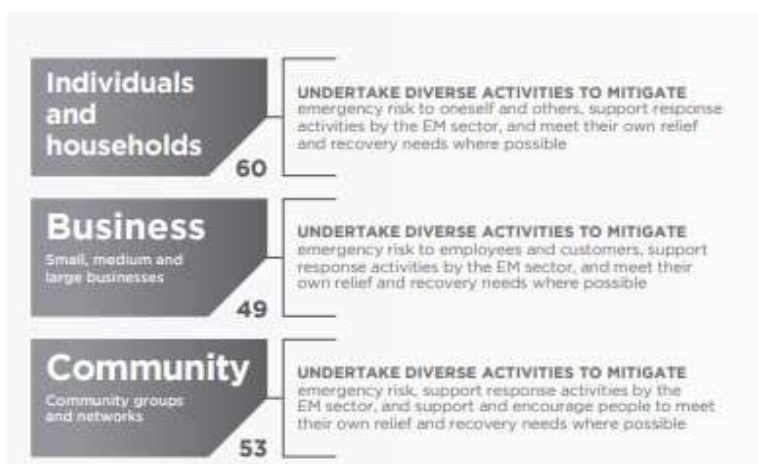 Individuals
and
households
60
UNDERTAKE DIVERSE ACTIVITIES TO MITIGATE
emergency risk to oneself and others, support response
activities by the EM sector, and meet their own relief
and recovery needs where possible
Business
Small, medium and
large businesses
49
UNDERTAKE DIVERSE ACTIVITIES TO MITIGATE
emergency risk to employees and customers, support
response activities by the EM sector, and meet their
own relief and recovery needs where possible
Community
Community groups
and networks
53
UNDERTAKE DIVERSE ACTIVITIES TO MITIGATE
emergency risk, support response activities by the
EM sector, and support and encourage people to meet
their own relief and recovery needs where possible